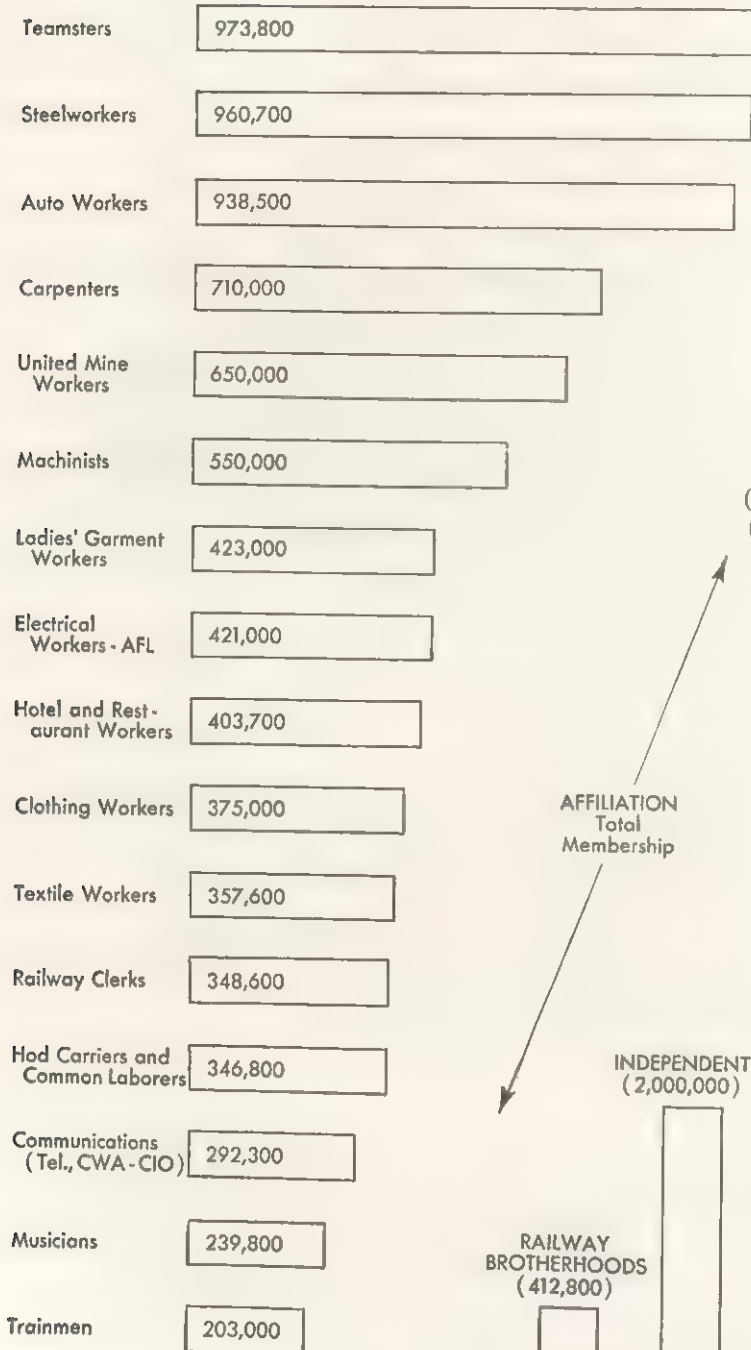 Teamsters 973,800
Steelworkers 960,700
Auto Workers 938,500
Carpenters 710,000
United Mine
Workers 650,000
Machinists 550,000
Ladies' Garment
Workers 423,000
Electrical
Workers - AFL 421,000
Hotel and Rest-
aurant Workers 403,700
Clothing Workers 375,000
Textile Workers 357,600
Railway Clerks 348,600
Hod Carriers and
Common Laborers 346,800
Communications
(Tel., CWA-CIO) 292,300
Musicians 239,800
Trainmen 203,000
AFFILIATION
Total
Membership
INDEPENDENT
(2,000,000)
RAILWAY
BROTHERHOODS
(412,800)